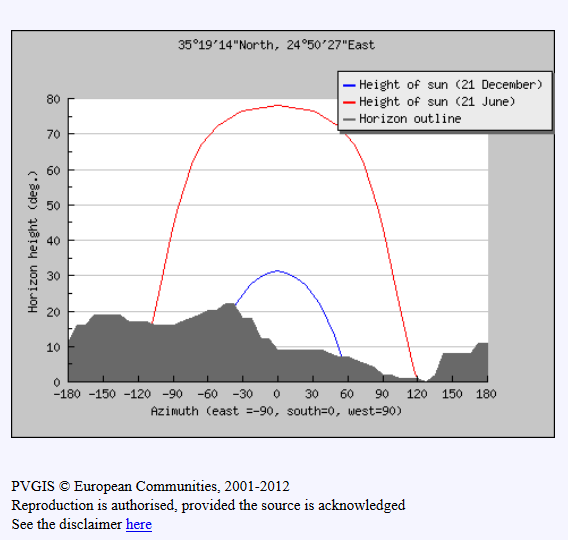 35°19'14"North, 24°50'27"East
Height of sun (21 December)
Height of sun (21 June)
Horizon outline
Horizon height (deg.)
80
70
60
50
40
30
20
10
0
-180 -150 -120 -90 -60 -30 0 30 60 90 120 150 180
Azimuth (east =-90, south=0, west=90)
PVGIS © European Communities, 2001-2012
Reproduction is authorised, provided the source is acknowledged
See the disclaimer here